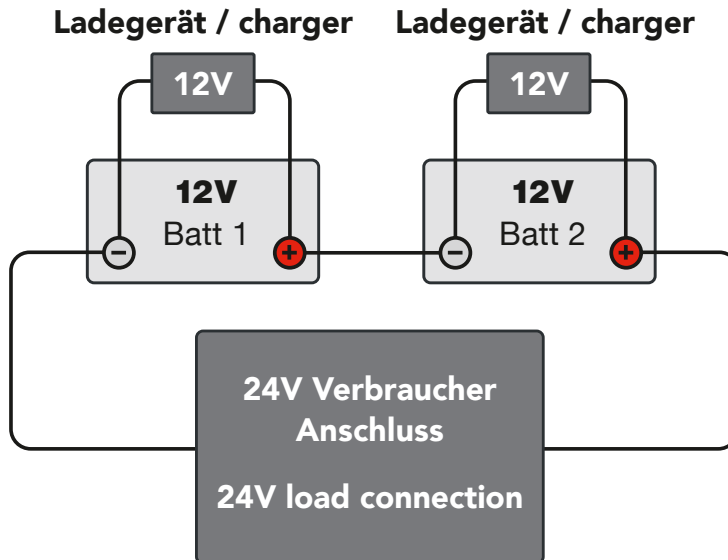 Ladegerät / charger
Ladegerät / charger
12V
12V
12V
Batt 1
12V
Batt 2
−
+
−
+
24V Verbraucher
Anschluss
24V load connection